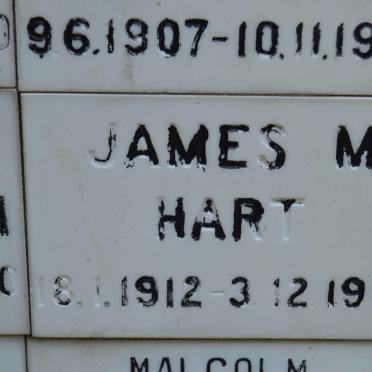 9.6.1907-10.11.19
JAMES M
HART
18.1.1912-3.12.19
MALCOLM